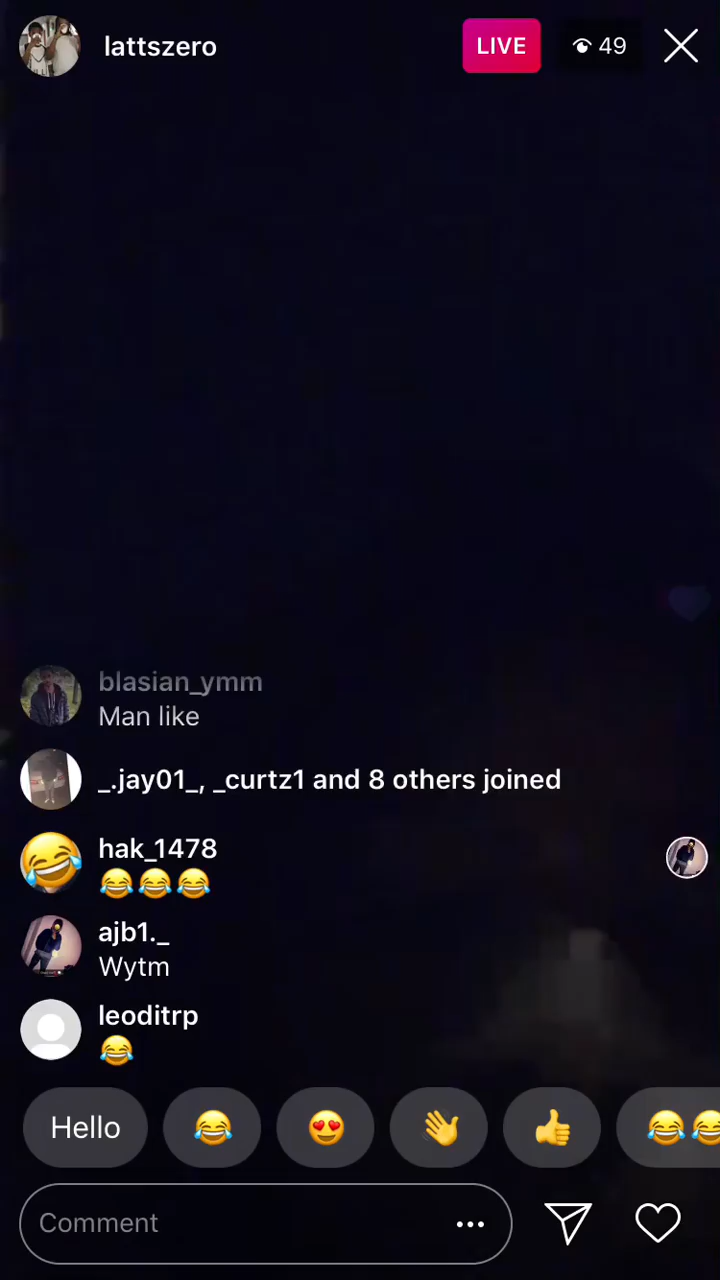 lattszero
LIVE
49
blasian_ymm
Man like
_.jay01_, _curtz1 and 8 others joined
hak_1478
😂😂😂
ajb1._
Wytm
leoditrp
😂
Hello 😂 😍 👋 👍 😂😂
Comment